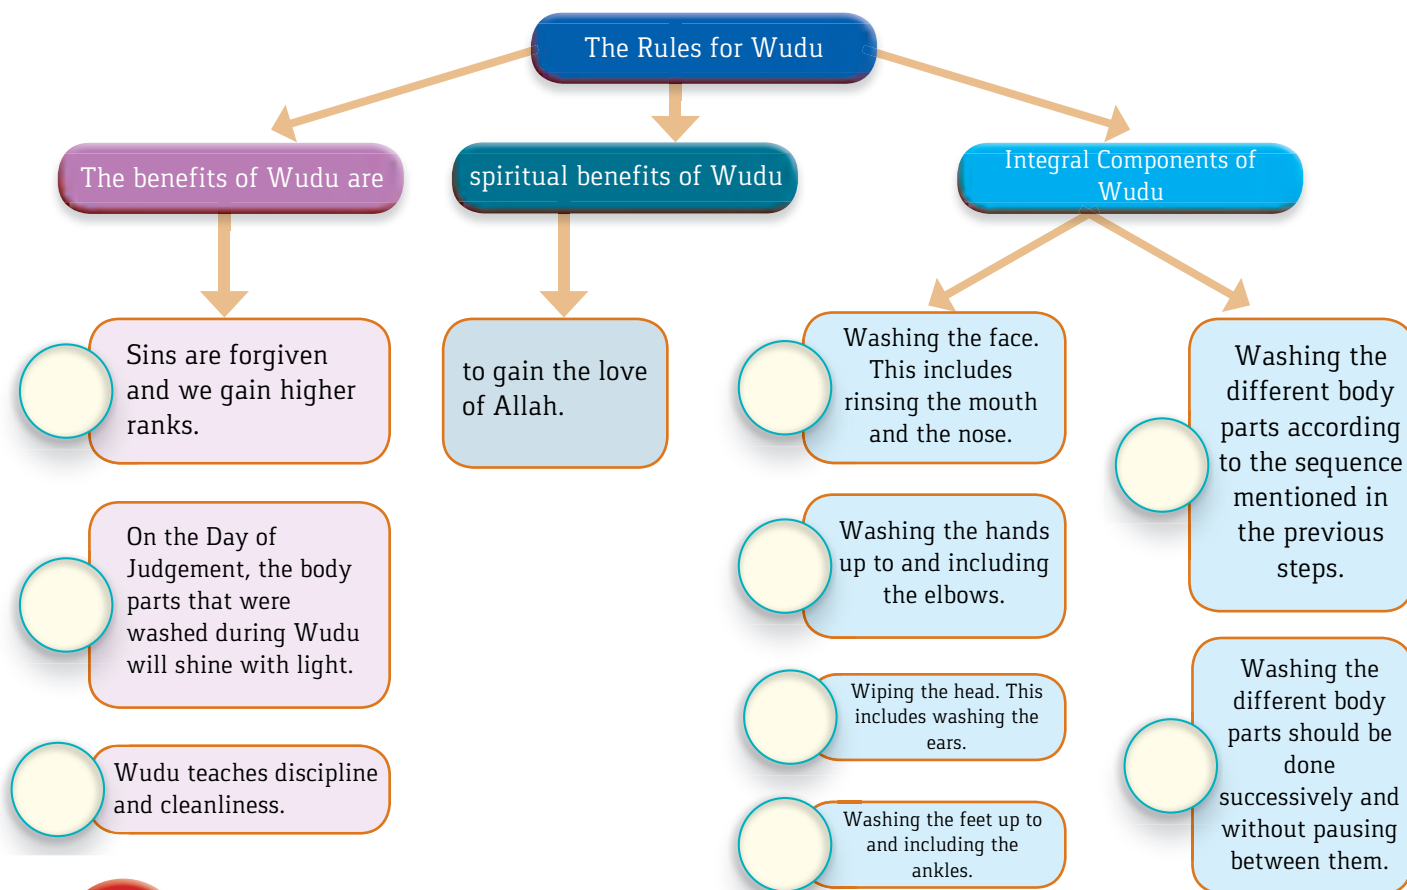 The Rules for Wudu
The benefits of Wudu are
spiritual benefits of Wudu
Integral Components of
Wudu
Sins are forgiven
and we gain higher
ranks.
On the Day of
Judgement, the body
parts that were
washed during Wudu
will shine with light.
Wudu teaches discipline
and cleanliness.
to gain the love
of Allah.
Washing the face.
This includes
rinsing the mouth
and the nose.
Washing the hands
up to and including
the elbows.
Wiping the head. This
includes washing the
ears.
Washing the feet up to
and including the
ankles.
Washing the
different body
parts according
to the sequence
mentioned in
the previous
steps.
Washing the
different body
parts should be
done
successively and
without pausing
between them.